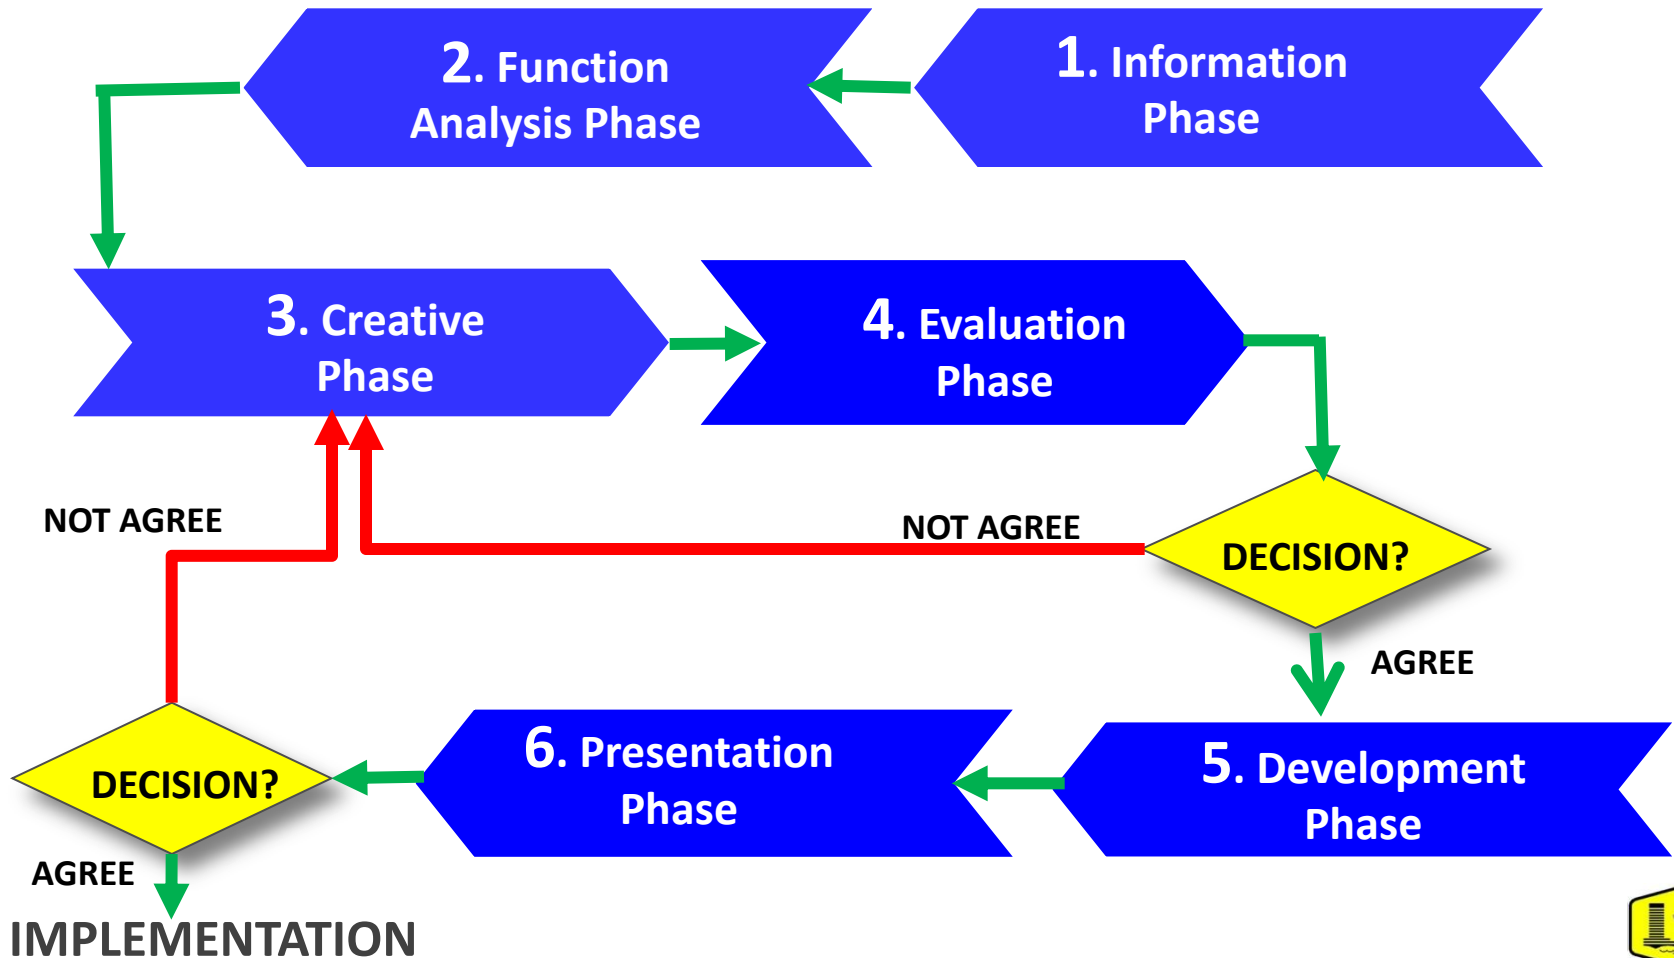 1. Information
Phase
2. Function
Analysis Phase
3. Creative
Phase
4. Evaluation
Phase
NOT AGREE
NOT AGREE
DECISION?
AGREE
5. Development
Phase
6. Presentation
Phase
DECISION?
AGREE
IMPLEMENTATION